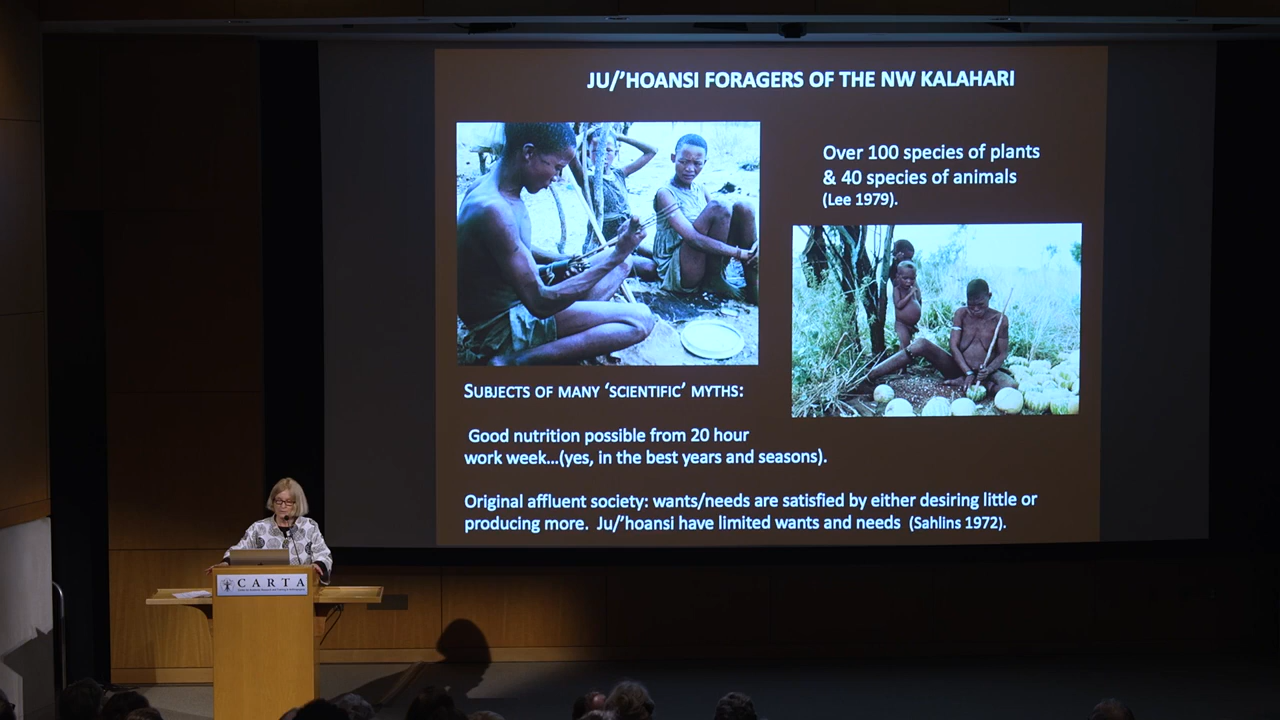 JU/’HOANSI FORAGERS OF THE NW KALAHARI
Over 100 species of plants
& 40 species of animals
(Lee 1979).
SUBJECTS OF MANY ‘SCIENTIFIC’ MYTHS:
Good nutrition possible from 20 hour
work week...(yes, in the best years and seasons).
Original affluent society: wants/needs are satisfied by either desiring little or
producing more. Ju/’hoansi have limited wants and needs (Sahlins 1972).
CARTA